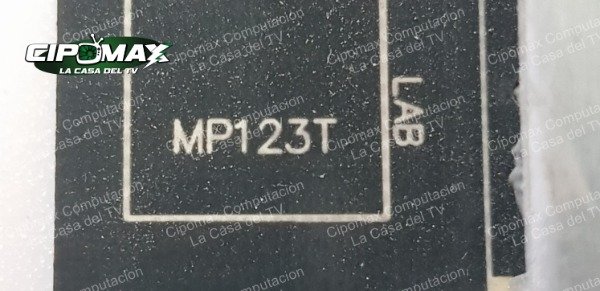 CIPOMAX
LA CASA DEL TV
MP123T
LAB
Cipomax Computacion
La Casa del TV